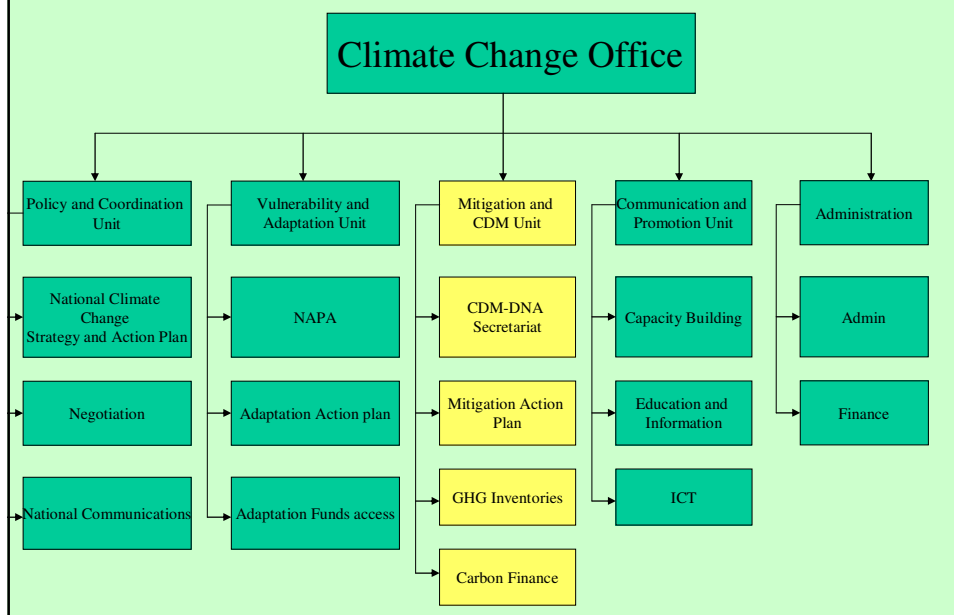 Climate Change Office
Policy and Coordination
Unit
Vulnerability and
Adaptation Unit
Mitigation and
CDM Unit
Communication and
Promotion Unit
Administration
National Climate
Change
Strategy and Action Plan
NAPA
CDM-DNA
Secretariat
Capacity Building
Admin
Negotiation
Adaptation Action plan
Mitigation Action
Plan
Education and
Information
Finance
National Communications
Adaptation Funds access
GHG Inventories
ICT
Carbon Finance